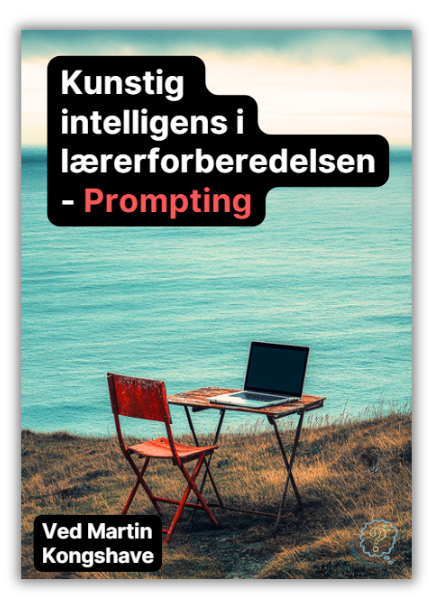 Kunstig
intelligens i
lærerforberedelsen
- Prompting
Ved Martin
Kongshave